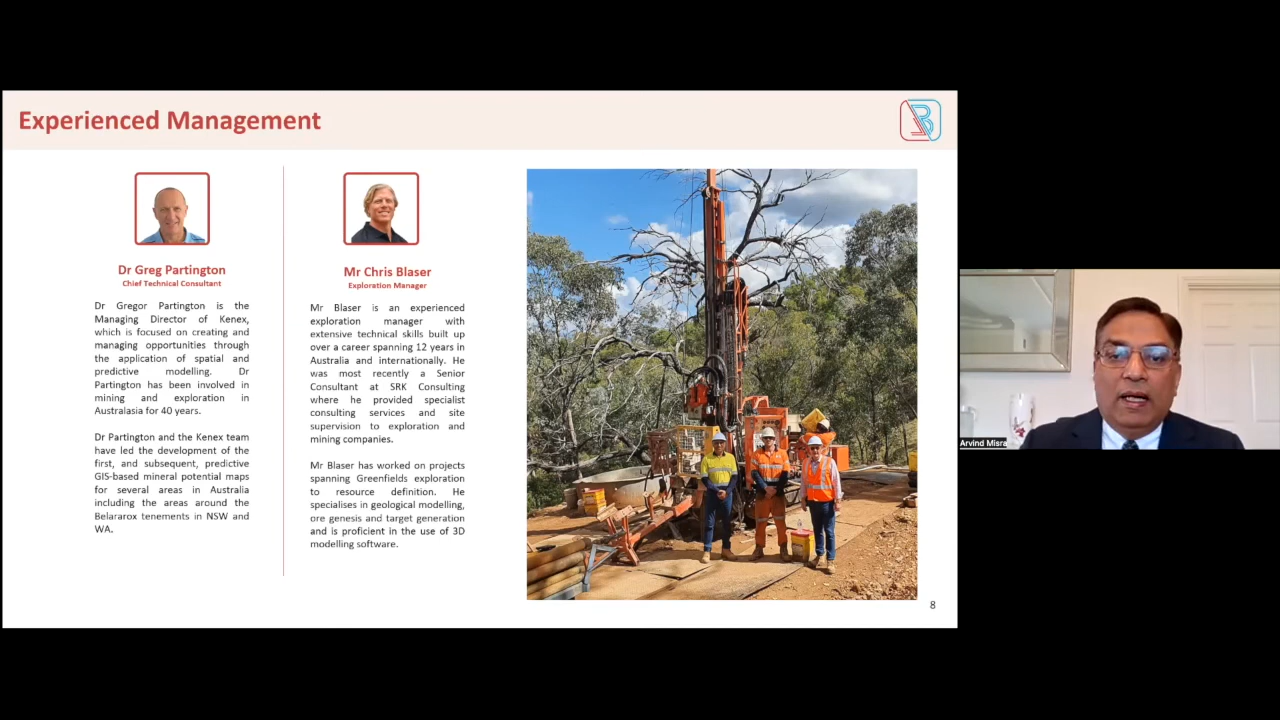 Experienced Management
Dr Greg Partington
Chief Technical Consultant
Dr Gregor Partington is the
Managing Director of Kenex,
which is focused on creating and
managing opportunities through
the application of spatial and
predictive modelling. Dr
Partington has been involved in
mining and exploration in
Australasia for 40 years.
Dr Partington and the Kenex team
have led the development of the
first, and subsequent, predictive
GIS-based mineral potential maps
for several areas in Australia
including the areas around the
Belararox tenements in NSW and
WA.
Mr Chris Blaser
Exploration Manager
Mr Blaser is an experienced
exploration manager with
extensive technical skills built up
over a career spanning 12 years in
Australia and internationally. He
was most recently a Senior
Consultant at SRK Consulting
where he provided specialist
consulting services and site
supervision to exploration and
mining companies.
Mr Blaser has worked on projects
spanning Greenfields exploration
to resource definition. He
specialises in geological modelling,
ore genesis and target generation
and is proficient in the use of 3D
modelling software.
8
Arvind Misra